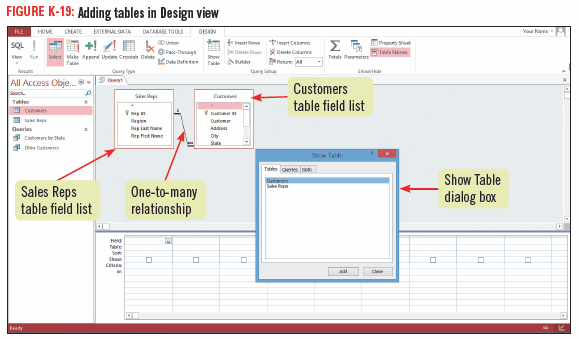 FIGURE K-19: Adding tables in Design view
FILE HOME CREATE EXTERNAL DATA DATABASE TOOLS DESIGN Your Name
SQL View Run Select Make Table Append Update Crosstab Delete
Union
Pass-Through
Data Definition
Show Table
Insert Rows
Delete Rows
Builder
Insert Columns
Delete Columns
Return: All
Totals Parameters
Property Sheet
Table Names
Results Query Type Query Setup Show/Hide
All Access Obje...
Search...
Tables
Customers
Sales Reps
Queries
Customers by State
Ohio Customers
Query1
Sales Reps
*
Rep ID
Region
Rep Last Name
Rep First Name
Customers
*
Customer ID
Customer
Address
City
State
Customers
table field list
Sales Reps
table field list
One-to-many
relationship
Show Table
Tables Queries Both
Customers
Sales Reps
Add Close
Show Table
dialog box
Field:
Table:
Sort:
Show:
Criteria:
or:
Ready
SQL